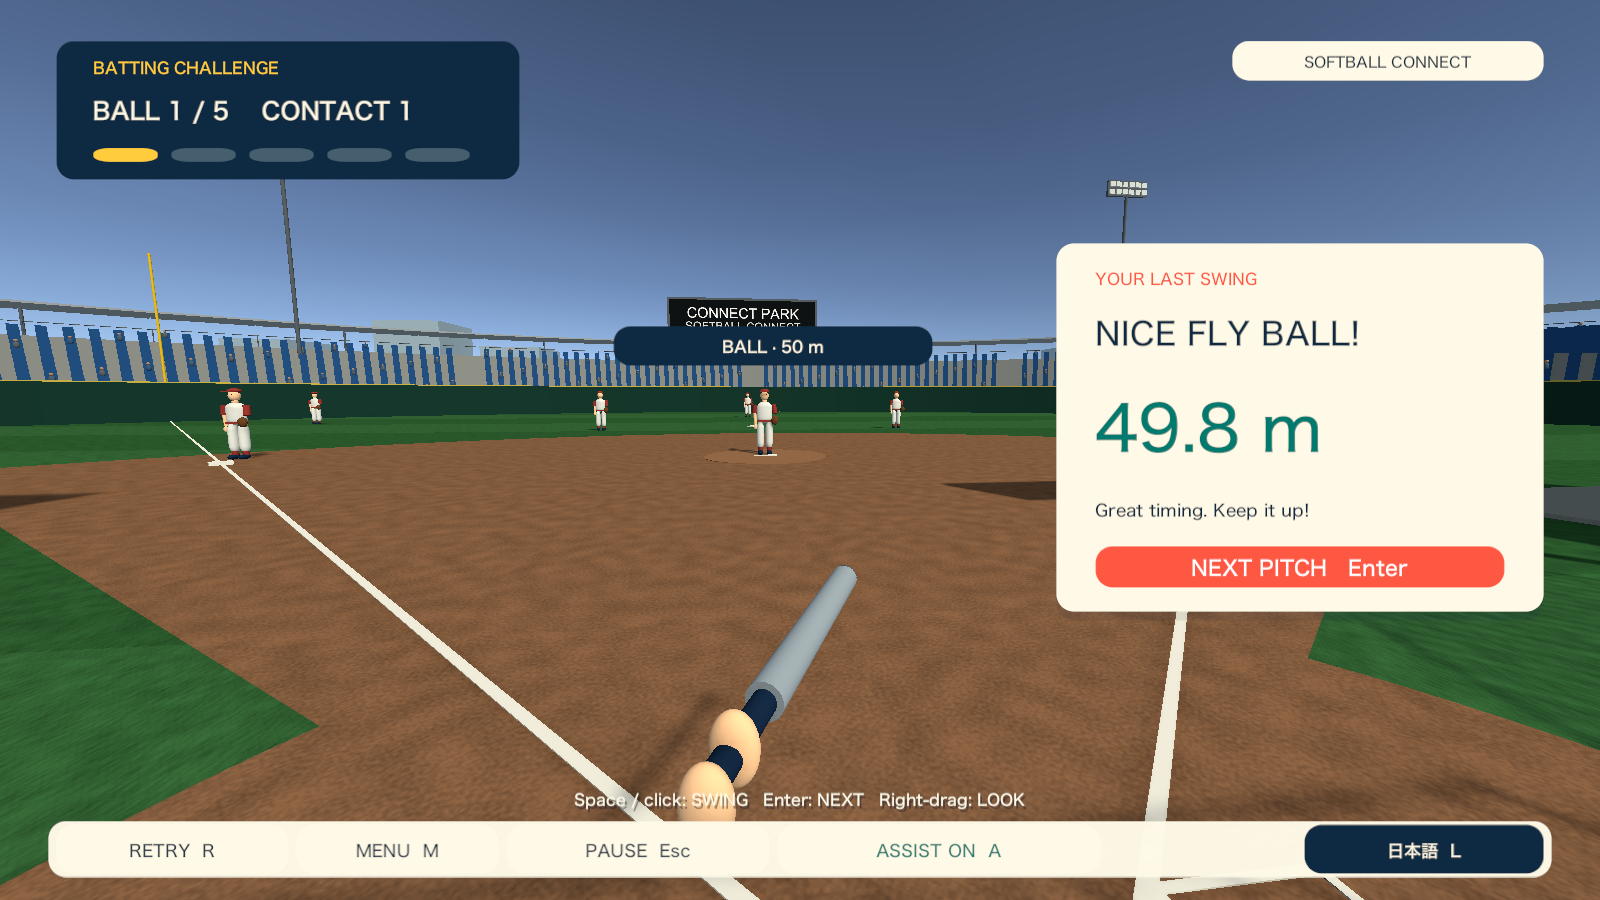 BATTING CHALLENGE
BALL 1 / 5 CONTACT 1
SOFTBALL CONNECT
YOUR LAST SWING
NICE FLY BALL!
49.8 m
Great timing. Keep it up!
NEXT PITCH Enter
CONNECT PARK
SOFTBALL CONNECT
BALL · 50 m
Space / click: SWING Enter: NEXT Right-drag: LOOK
RETRY R
MENU M
PAUSE Esc
ASSIST ON A
日本語 L